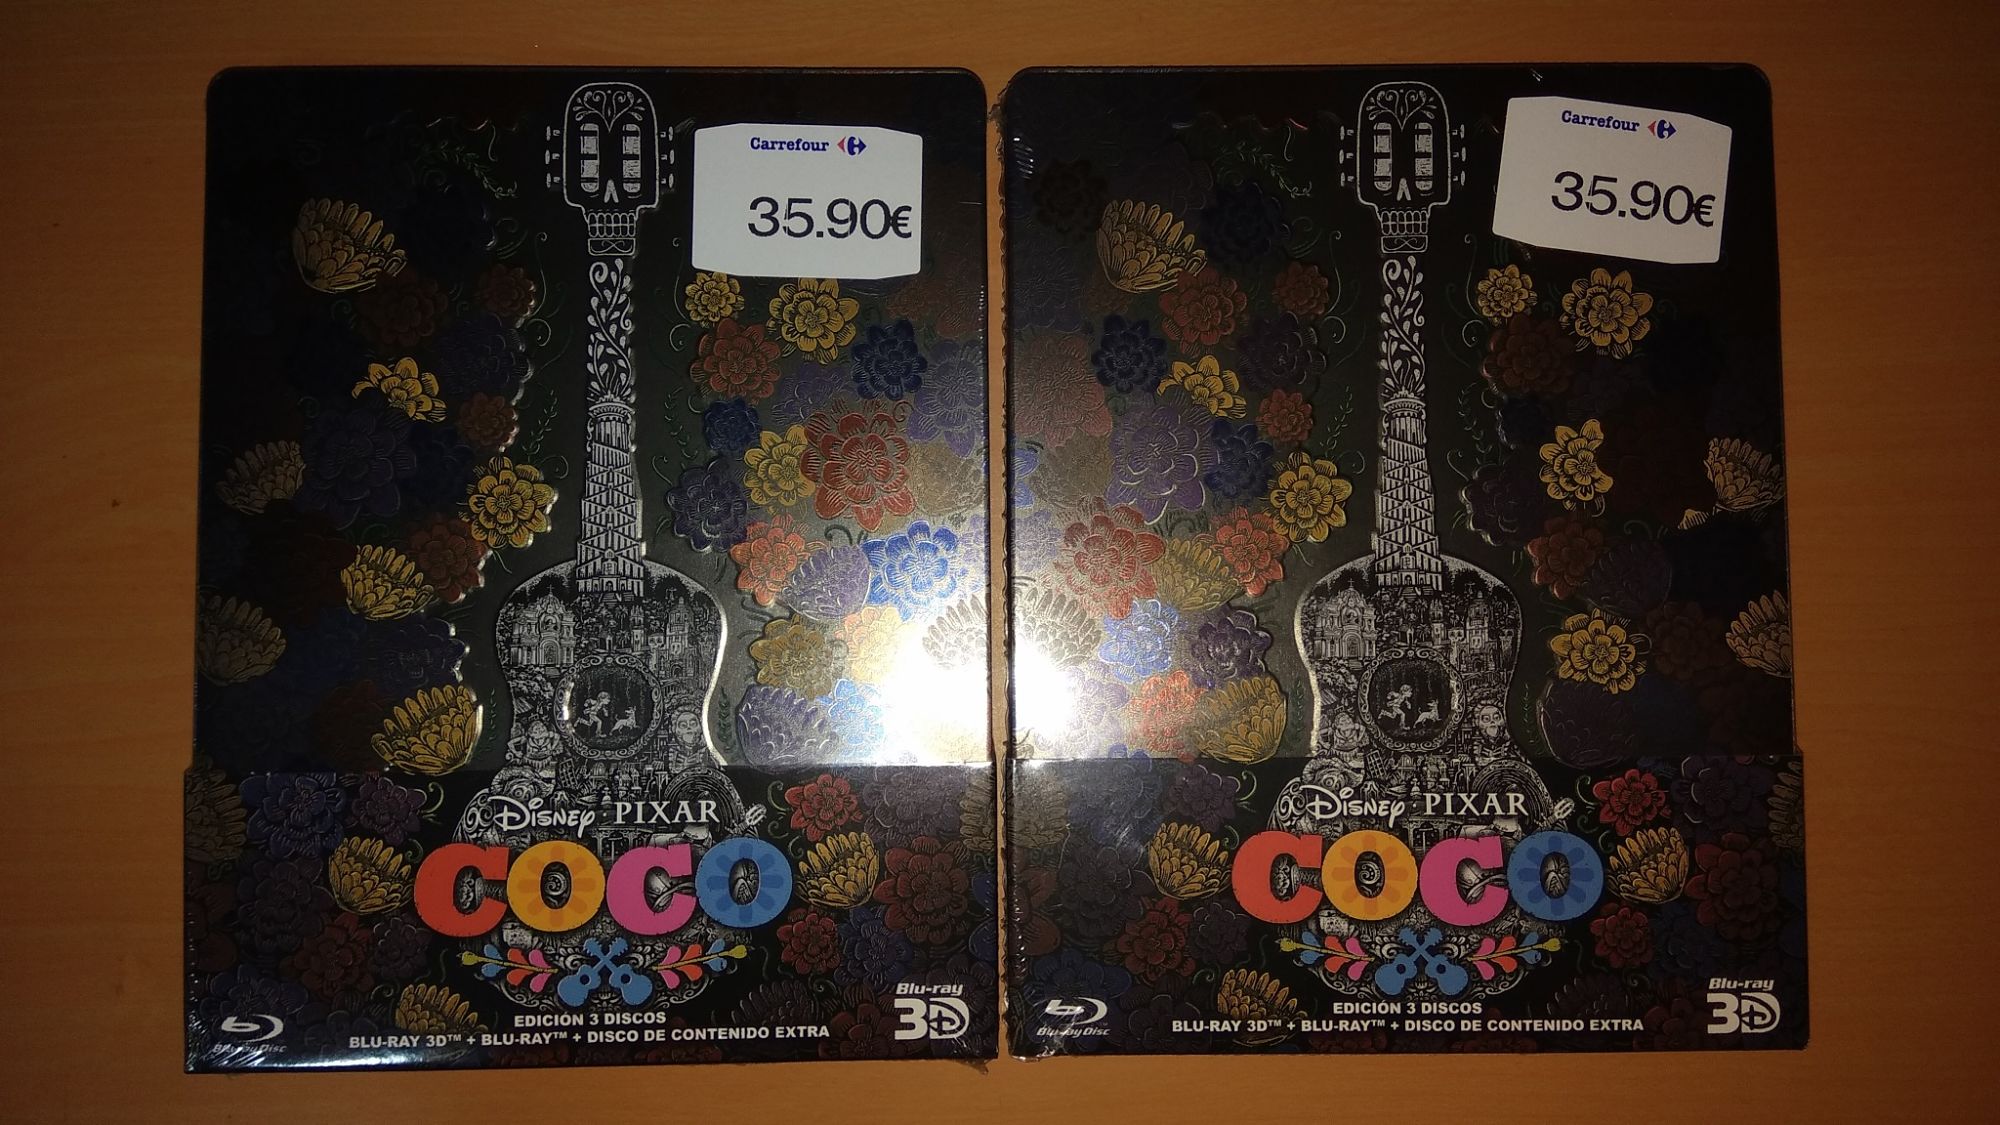 Carrefour
35.90€
Disney · PIXAR
COCO
EDICIÓN 3 DISCOS
BLU-RAY 3D™ + BLU-RAY™ + DISCO DE CONTENIDO EXTRA
Blu-ray Disc
Blu-ray
3D
Carrefour
35.90€
Disney · PIXAR
COCO
EDICIÓN 3 DISCOS
BLU-RAY 3D™ + BLU-RAY™ + DISCO DE CONTENIDO EXTRA
Blu-ray Disc
Blu-ray
3D